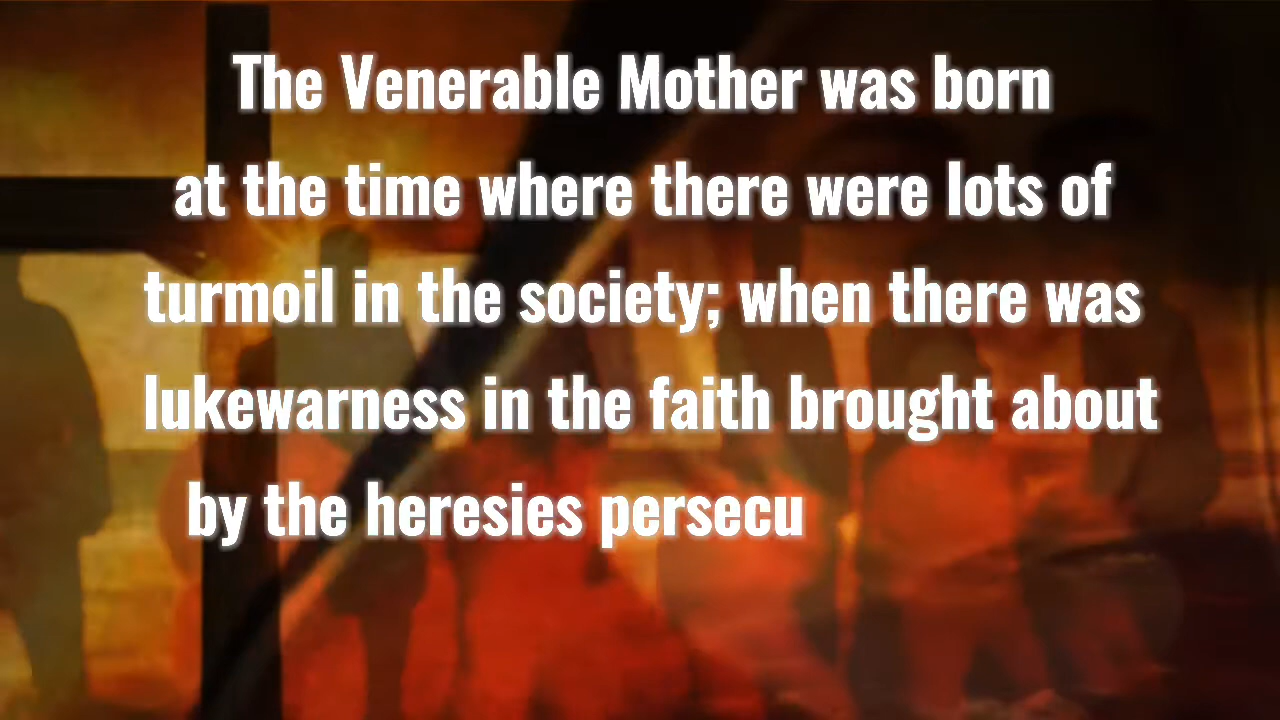 The Venerable Mother was born
at the time where there were lots of
turmoil in the society; when there was
lukewarness in the faith brought about
by the heresies persecu